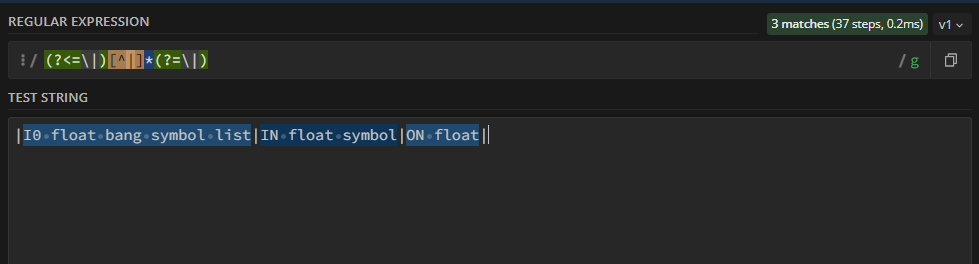 REGULAR EXPRESSION
3 matches (37 steps, 0.2ms) v1
/ (?<=\|)[^|]*(?=\|) / g
TEST STRING
|I0·float·bang·symbol·list|IN·float·symbol|ON·float|